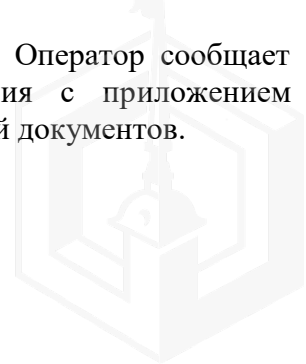 Оператор сообщает
ия с приложением
й документов.